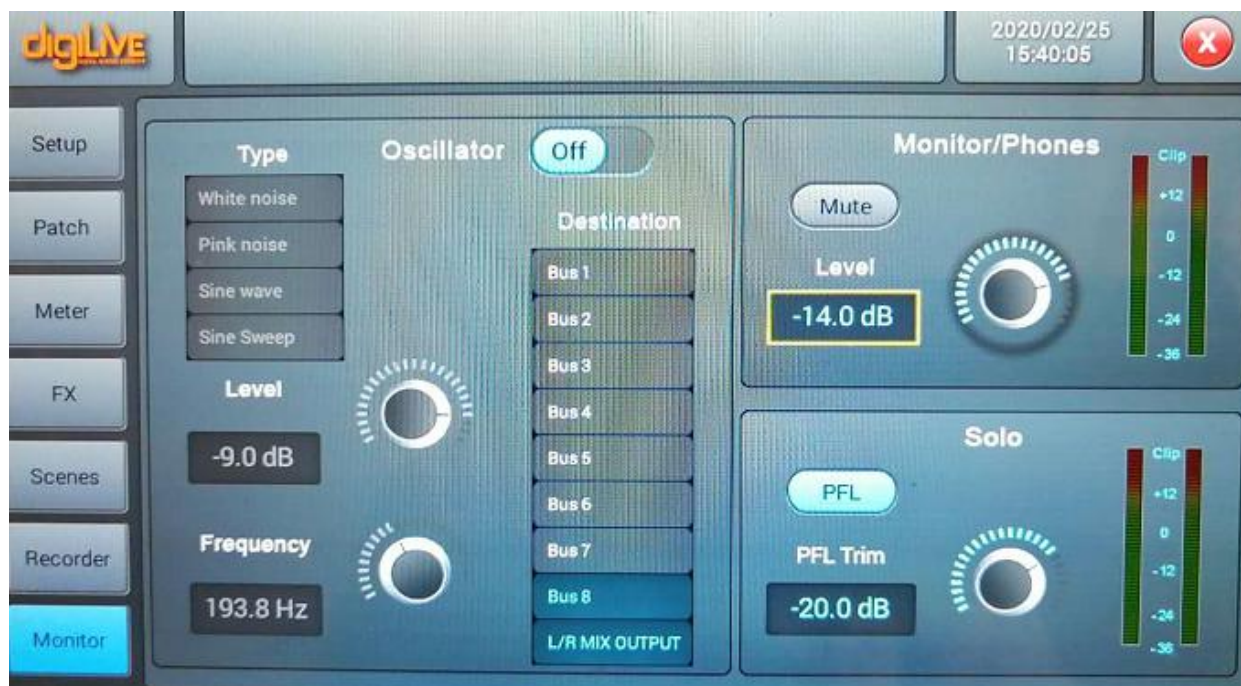 digiLive
2020/02/25
15:40:05
X
Setup
Patch
Meter
FX
Scenes
Recorder
Monitor
Type
White noise
Pink noise
Sine wave
Sine Sweep
Level
-9.0 dB
Frequency
193.8 Hz
Oscillator
Off
Destination
Bus 1
Bus 2
Bus 3
Bus 4
Bus 5
Bus 6
Bus 7
Bus 8
L/R MIX OUTPUT
Monitor/Phones
Mute
Level
-14.0 dB
Clip
+12
0
-12
-24
-36
Solo
PFL
PFL Trim
-20.0 dB
Clip
+12
0
-12
-24
-36